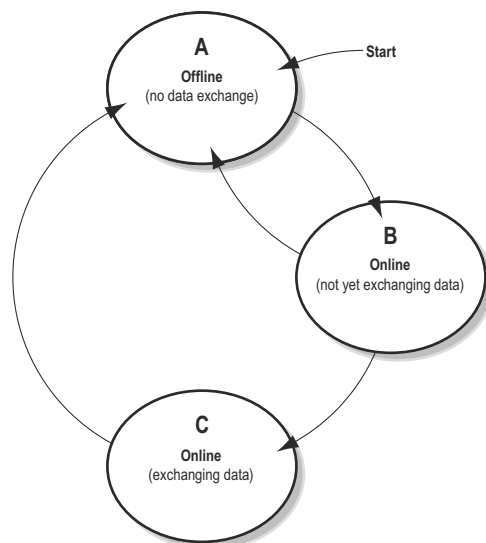 A
Offline
(no data exchange)
Start
B
Online
(not yet exchanging data)
C
Online
(exchanging data)